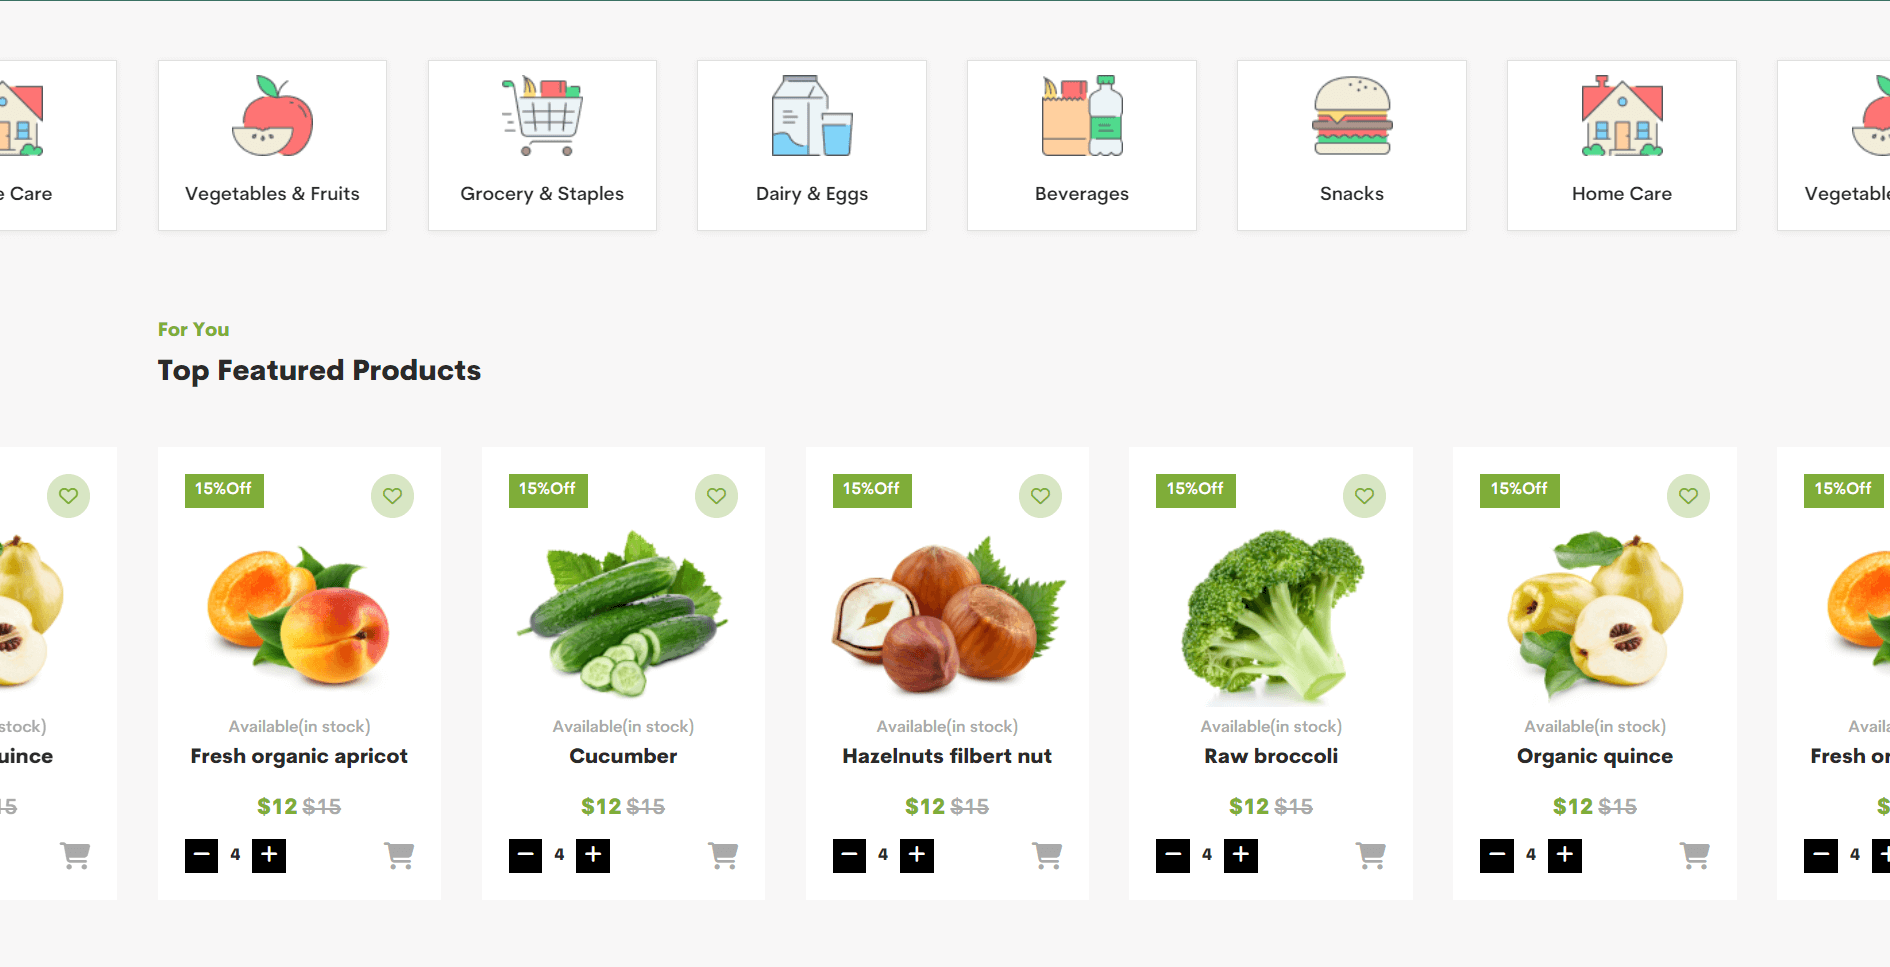 e Care
Vegetables & Fruits
Grocery & Staples
Dairy & Eggs
Beverages
Snacks
Home Care
Vegetable
For You
Top Featured Products
stock)
uince
15
15%Off
Available(in stock)
Fresh organic apricot
$12 $15
4
15%Off
Available(in stock)
Cucumber
$12 $15
4
15%Off
Available(in stock)
Hazelnuts filbert nut
$12 $15
4
15%Off
Available(in stock)
Raw broccoli
$12 $15
4
15%Off
Available(in stock)
Organic quince
$12 $15
4
15%Off
Availa
Fresh or
$
4